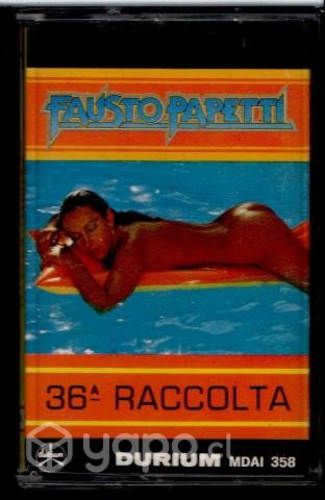 FAUSTO PAPETTI
36ª RACCOLTA
yapo.cl
DURIUM MDAI 358